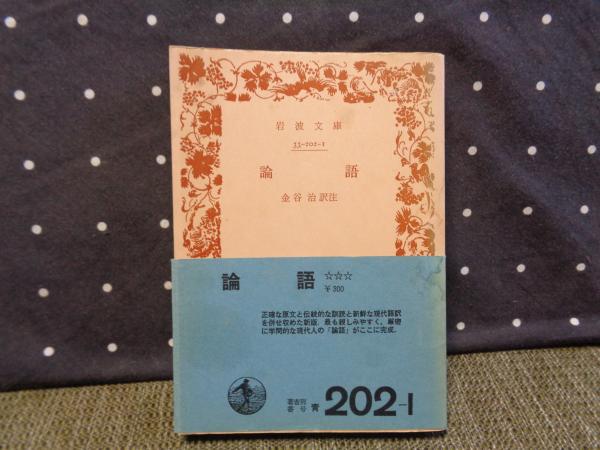 岩波文庫
33-202-1
論語
金谷治訳注
論語 ☆☆☆
￥300
正確な原文と伝統的な訓読と新鮮な現代語訳
を併せ収めた新版．最も親しみやすく，厳密
に学問的な現代人の「論語」がここに完成．
著者別
番号 青 202-1